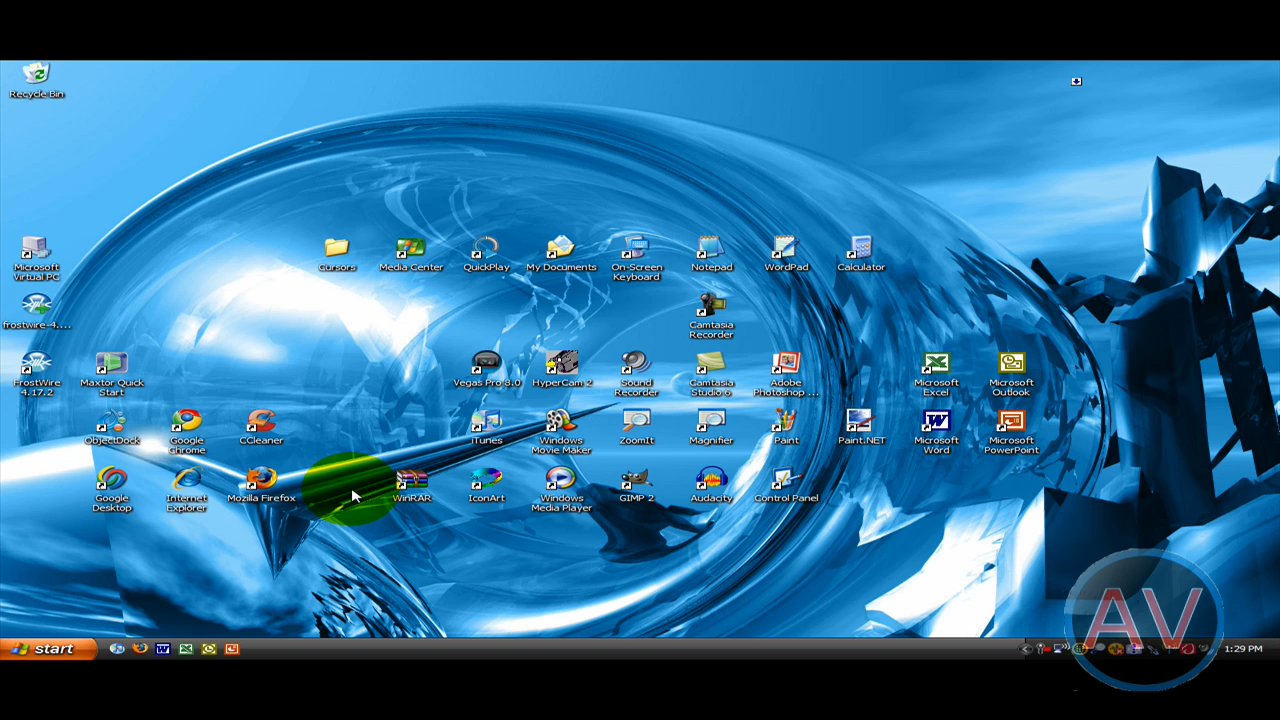 Recycle Bin
Microsoft
Virtual PC
Cursors
Media Center
QuickPlay
My Documents
On-Screen
Keyboard
Notepad
WordPad
Calculator
frostwire-4....
Camtasia
Recorder
FrostWire
4.17.2
Maxtor Quick
Start
Vegas Pro 8.0
HyperCam 2
Sound
Recorder
Camtasia
Studio 6
Adobe
Photoshop ...
Microsoft
Excel
Microsoft
Outlook
ObjectDock
Google
Chrome
CCleaner
iTunes
Windows
Movie Maker
ZoomIt
Magnifier
Paint
Paint.NET
Microsoft
Word
Microsoft
PowerPoint
Google
Desktop
Internet
Explorer
Mozilla Firefox
WinRAR
IconArt
Windows
Media Player
GIMP 2
Audacity
Control Panel
start
1:29 PM
AV